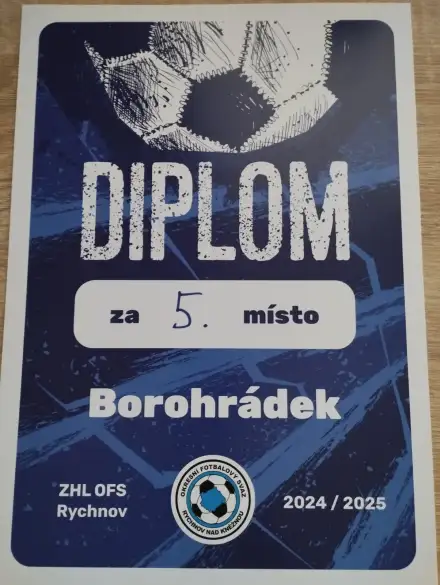 DIPLOM
za 5. místo
Borohrádek
ZHL OFS
Rychnov
OKRESNÍ FOTBALOVÝ SVAZ
RYCHNOV NAD KNĚŽNOU
2024 / 2025